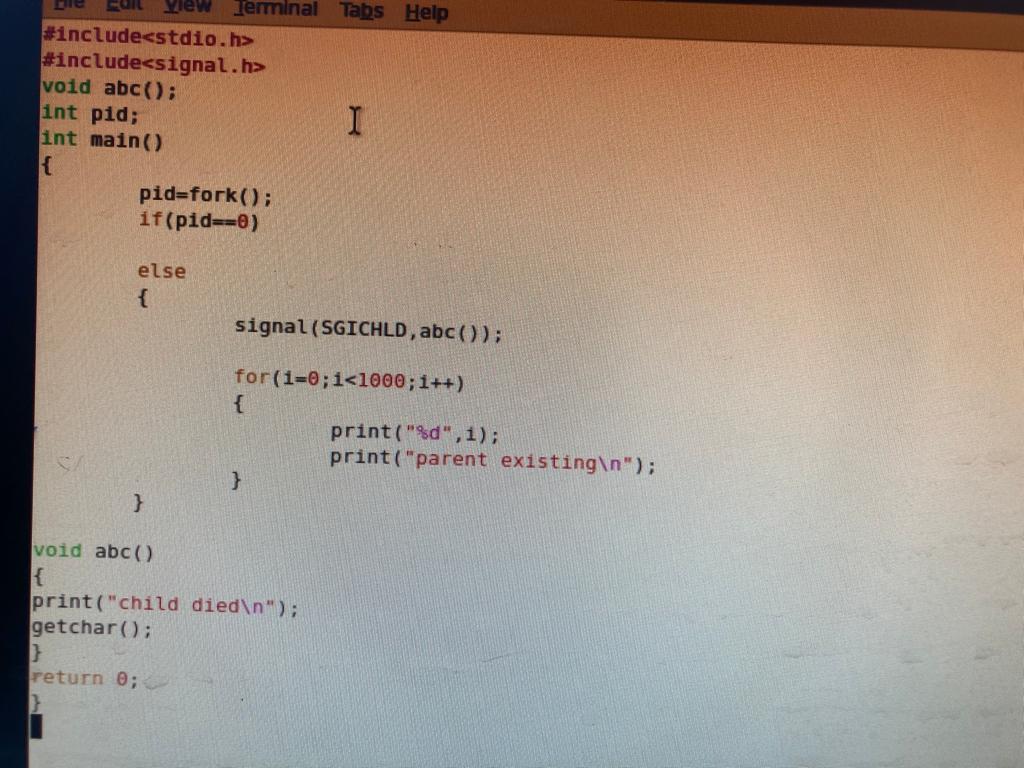 File Edit View Terminal Tabs Help
#include<stdio.h>
#include<signal.h>
void abc();
int pid;
int main()
{
pid=fork();
if(pid==0)
else
{
signal(SGICHLD,abc());
for(i=0;i<1000;i++)
{
print("%d",i);
print("parent existing\n");
}
}
void abc()
{
print("child died\n");
getchar();
}
return 0;
}